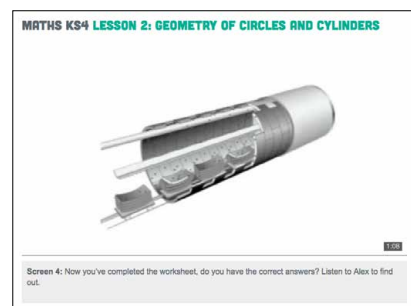 MATHS KS4 LESSON 2: GEOMETRY OF CIRCLES AND CYLINDERS
1:08
Screen 4: Now you've completed the worksheet, do you have the correct answers? Listen to Alex to find
out.